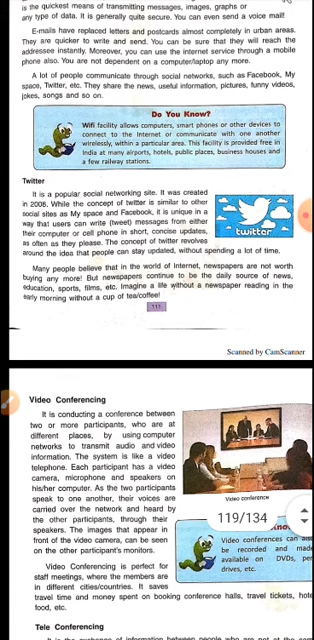 is the quickest means of transmitting messages, images, graphs or
any type of data. It is generally quite secure. You can even send a voice mail!
E-mails have replaced letters and postcards almost completely in urban areas.
They are quicker to write and send. You can be sure that they will reach the
addressee instantly. Moreover, you can use the internet service through a mobile
phone also. You are not dependent on a computer/laptop any more.
A lot of people communicate through social networks, such as Facebook, My
space, Twitter, etc. They share the news, useful information, pictures, funny videos,
jokes, songs and so on.
Do You Know?
Wifi facility allows computers, smart phones or other devices to
connect to the Internet or communicate with one another
wirelessly, within a particular area. This facility is provided free in
India at many airports, hotels, public places, business houses and
a few railway stations.
Twitter
It is a popular social networking site. It was created
in 2006. While the concept of twitter is similar to other
social sites as My space and Facebook, it is unique in a
way that users can write (tweet) messages from either
their computer or cell phone in short, concise updates,
as often as they please. The concept of twitter revolves
around the idea that people can stay updated, without spending a lot of time.
twitter
Many people believe that in the world of Internet, newspapers are not worth
buying any more! But newspapers continue to be the daily source of news,
education, sports, films, etc. Imagine a life without a newspaper reading in the
early morning without a cup of tea/coffee!
Scanned by CamScanner
Video Conferencing
It is conducting a conference between
two or more participants, who are at
different places, by using computer
networks to transmit audio and video
information. The system is like a video
telephone. Each participant has a video
camera, microphone and speakers on
his/her computer. As the two participants
speak to one another, their voices are
carried over the network and heard by
the other participants, through their
speakers. The images that appear in
front of the video camera, can be seen
on the other participant's monitors.
Video conference
119/134
Video conferences can
be recorded and made
available on DVDs,
drives, etc.
Video Conferencing is perfect for
staff meetings, where the members are
in different cities/countries. It saves
travel time and money spent on booking conference halls, travel tickets,
food, etc.
Tele Conferencing